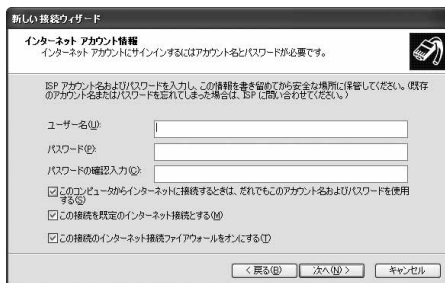 新しい接続ウィザード
インターネット アカウント情報
インターネット アカウントにサインインするにはアカウント名とパスワードが必要です。
ISP アカウント名およびパスワードを入力し、この情報を書き留めてから安全な場所に保管してください。(既存
のアカウント名またはパスワードを忘れてしまった場合は、ISP に問い合わせてください。)
ユーザー名(U):
パスワード(P):
パスワードの確認入力(C):
このコンピュータからインターネットに接続するときは、だれでもこのアカウント名およびパスワードを使用
する(S)
この接続を既定のインターネット接続とする(M)
この接続のインターネット接続ファイアウォールをオンにする(T)
< 戻る(B)
次へ(N) >
キャンセル